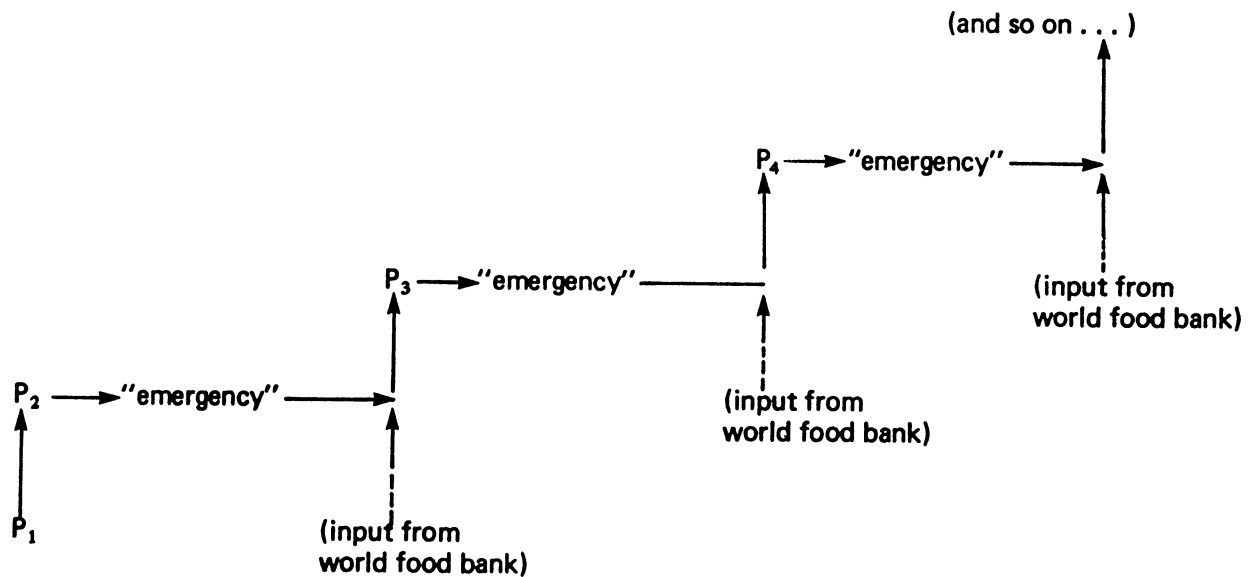 (and so on . . . )
P₄ "emergency"
P₃ "emergency"
(input from
world food bank)
P₂ "emergency"
(input from
world food bank)
P₁
(input from
world food bank)